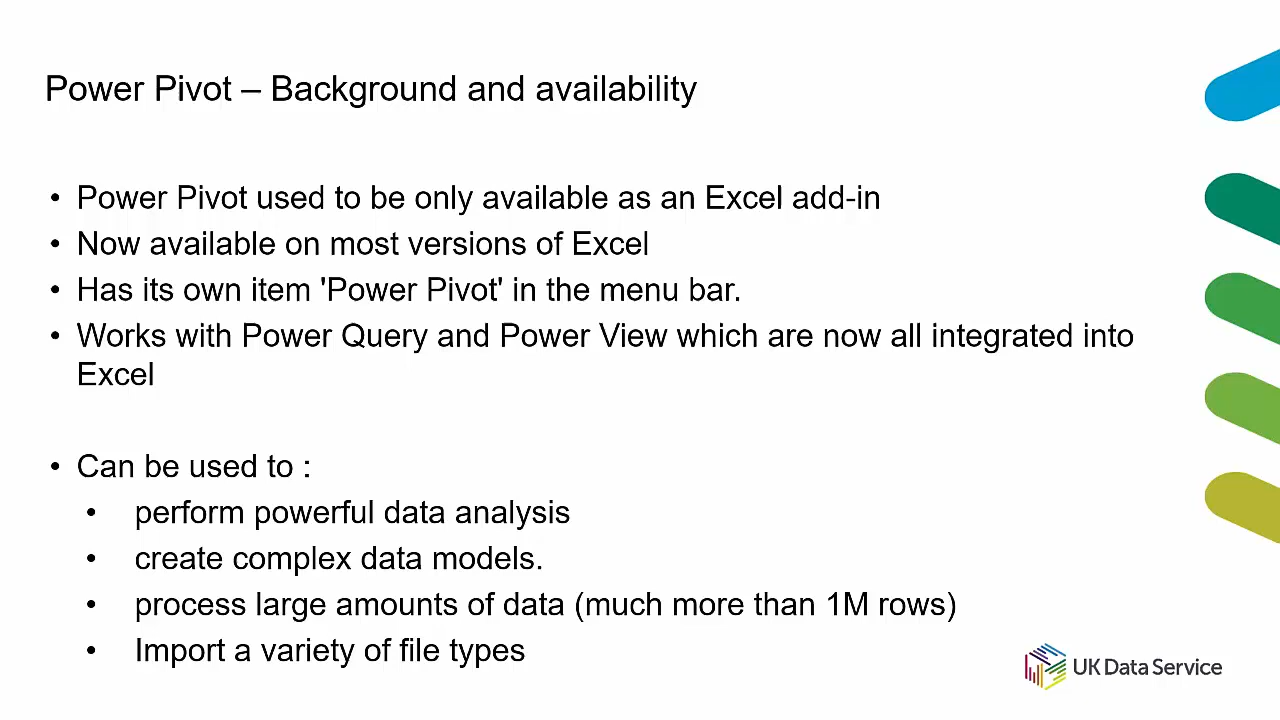 Power Pivot – Background and availability
• Power Pivot used to be only available as an Excel add-in
• Now available on most versions of Excel
• Has its own item 'Power Pivot' in the menu bar.
• Works with Power Query and Power View which are now all integrated into
Excel
• Can be used to :
• perform powerful data analysis
• create complex data models.
• process large amounts of data (much more than 1M rows)
• Import a variety of file types
UK Data Service